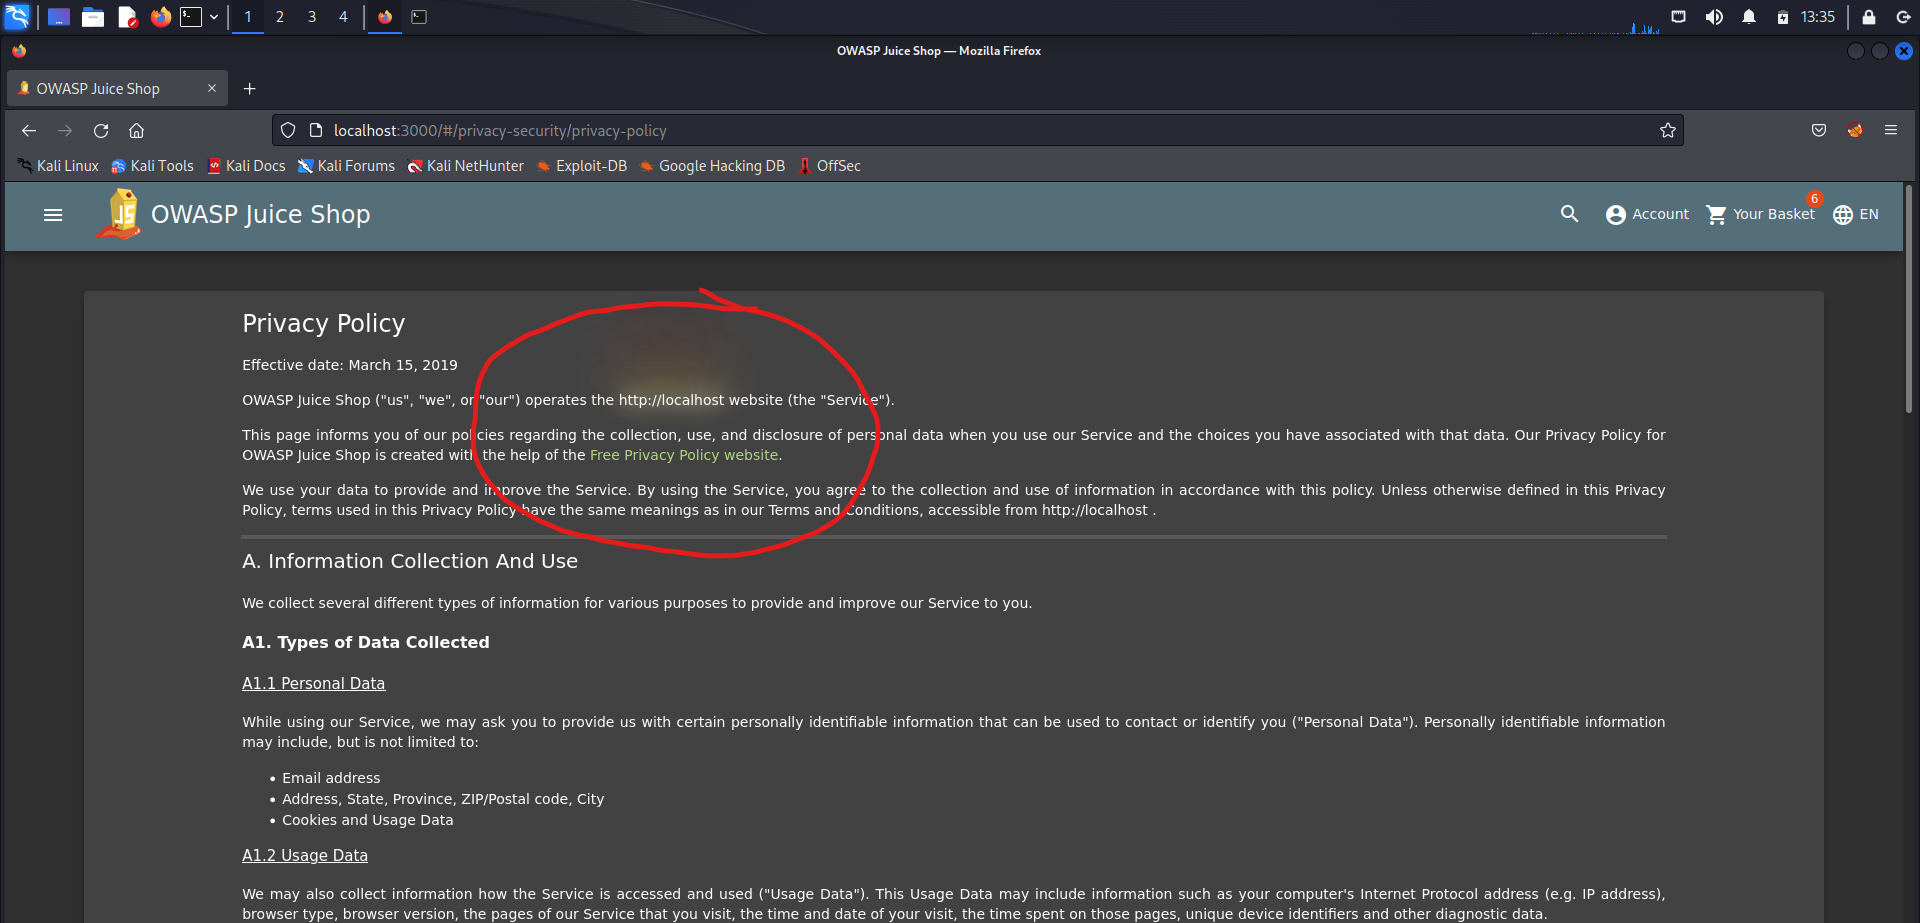 1 2 3 4 13:35
OWASP Juice Shop — Mozilla Firefox
OWASP Juice Shop
localhost:3000/#/privacy-security/privacy-policy
Kali Linux Kali Tools Kali Docs Kali Forums Kali NetHunter Exploit-DB Google Hacking DB OffSec
JS OWASP Juice Shop Account Your Basket 6 EN
Privacy Policy
Effective date: March 15, 2019
OWASP Juice Shop ("us", "we", or "our") operates the http://localhost website (the "Service").
This page informs you of our policies regarding the collection, use, and disclosure of personal data when you use our Service and the choices you have associated with that data. Our Privacy Policy for
OWASP Juice Shop is created with the help of the Free Privacy Policy website.
We use your data to provide and improve the Service. By using the Service, you agree to the collection and use of information in accordance with this policy. Unless otherwise defined in this Privacy
Policy, terms used in this Privacy Policy have the same meanings as in our Terms and Conditions, accessible from http://localhost .
A. Information Collection And Use
We collect several different types of information for various purposes to provide and improve our Service to you.
A1. Types of Data Collected
A1.1 Personal Data
While using our Service, we may ask you to provide us with certain personally identifiable information that can be used to contact or identify you ("Personal Data"). Personally identifiable information
may include, but is not limited to:
• Email address
• Address, State, Province, ZIP/Postal code, City
• Cookies and Usage Data
A1.2 Usage Data
We may also collect information how the Service is accessed and used ("Usage Data"). This Usage Data may include information such as your computer's Internet Protocol address (e.g. IP address),
browser type, browser version, the pages of our Service that you visit, the time and date of your visit, the time spent on those pages, unique device identifiers and other diagnostic data.